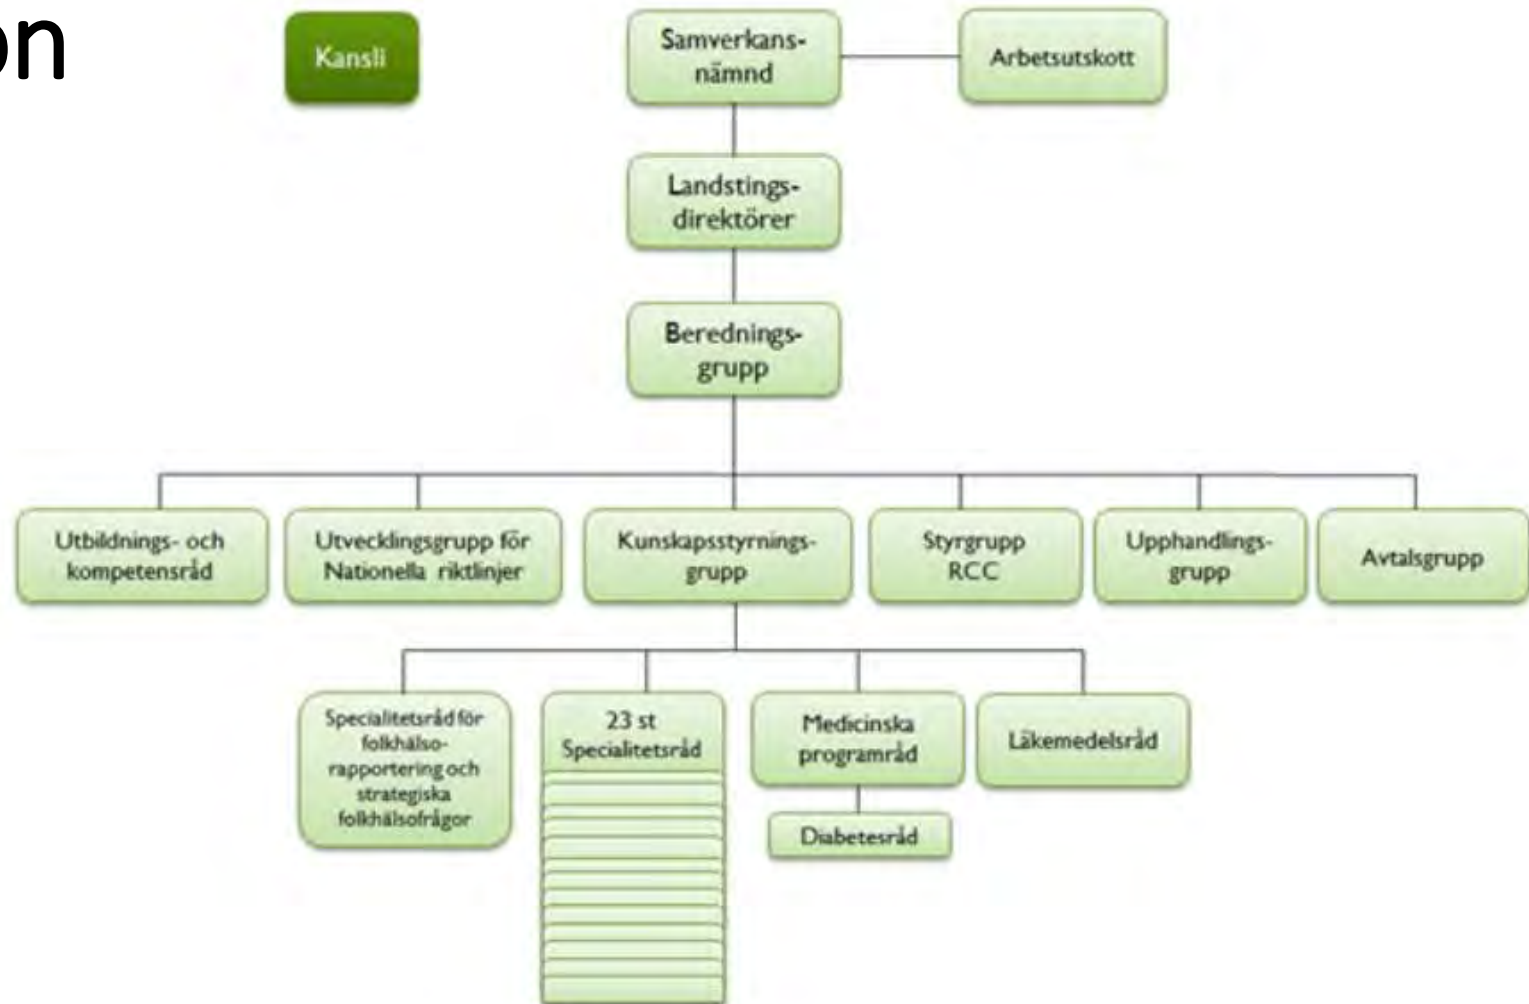 on
Kansli
Samverkans-
nämnd
Arbetsutskott
Landstings-
direktörer
Berednings-
grupp
Utbildnings- och
kompetensråd
Utvecklingsgrupp för
Nationella riktlinjer
Kunskapsstyrnings-
grupp
Styrgrupp
RCC
Upphandlings-
grupp
Avtalsgrupp
Specialitetsråd för
folkhälso-
rapportering och
strategiska
folkhälsofrågor
23 st
Specialitetsråd
Medicinska
programråd
Läkemedelsråd
Diabetesråd